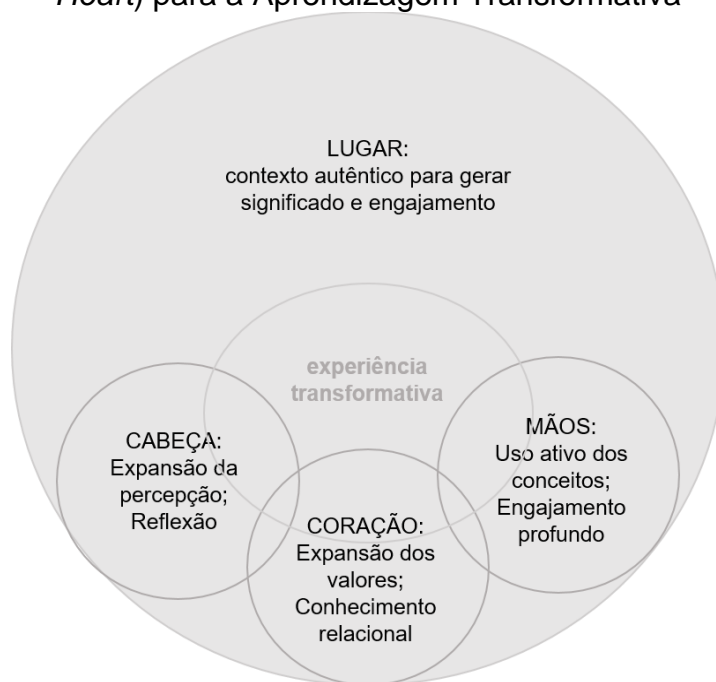 Heart) para a Aprendizagem Transformativa
LUGAR:
contexto autêntico para gerar
significado e engajamento
experiência
transformativa
CABEÇA:
Expansão da
percepção;
Reflexão
CORAÇÃO:
Expansão dos
valores;
Conhecimento
relacional
MÃOS:
Uso ativo dos
conceitos;
Engajamento
profundo